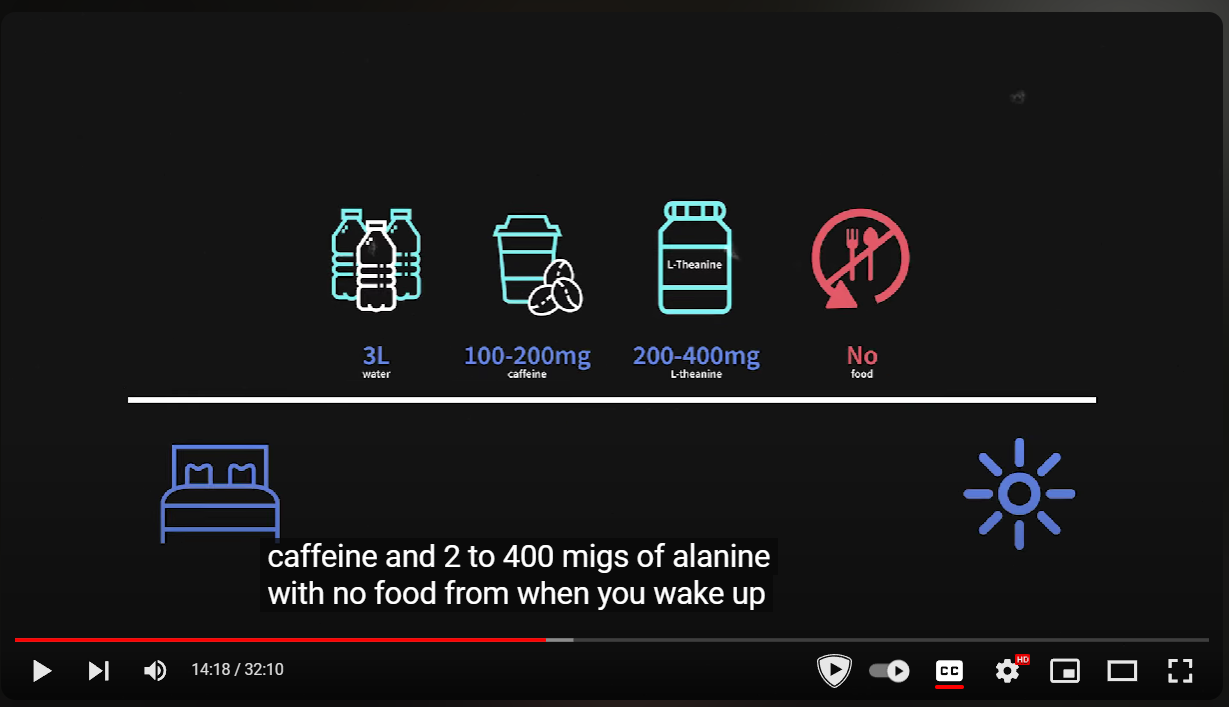 L-Theanine
3L 100-200mg 200-400mg No
water caffeine L-theanine food
caffeine and 2 to 400 migs of alanine
with no food from when you wake up
14:18 / 32:10 CC HD